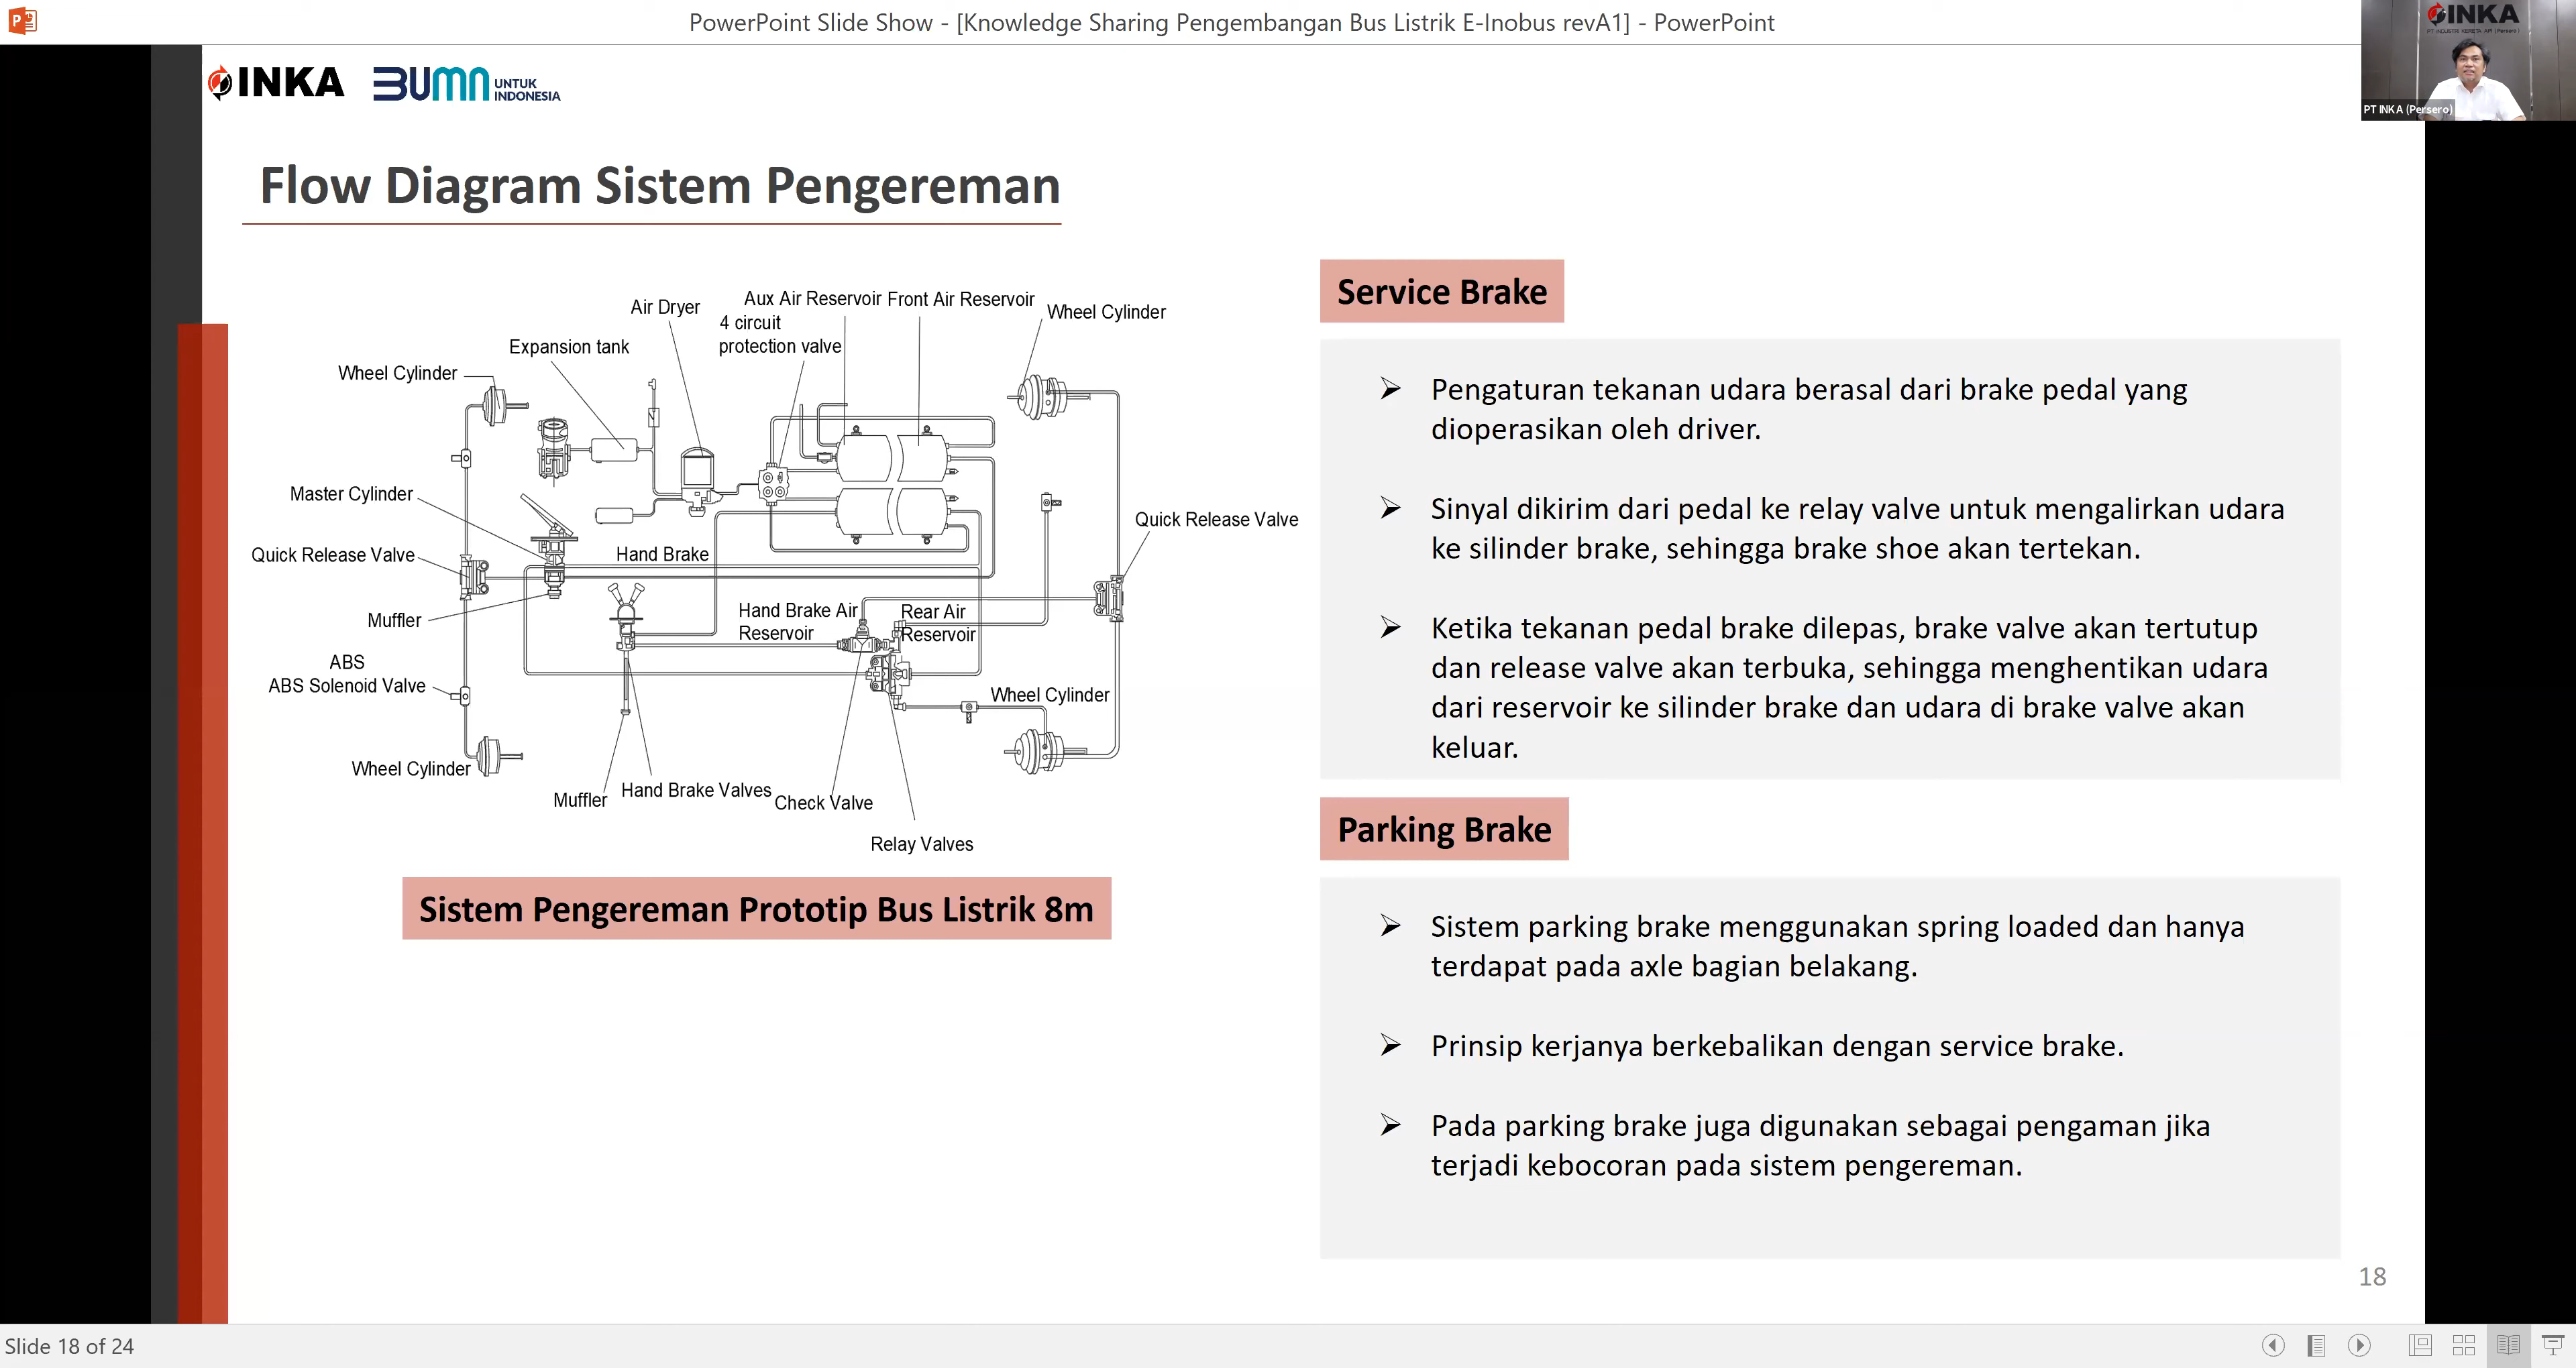 PowerPoint Slide Show - [Knowledge Sharing Pengembangan Bus Listrik E-Inobus revA1] - PowerPoint
INKA
PT INDUSTRI KERETA API (Persero)
PT INKA (Persero)
INKA
BUMN
UNTUK
INDONESIA
Flow Diagram Sistem Pengereman
Air Dryer
Aux Air Reservoir
Front Air Reservoir
Wheel Cylinder
4 circuit
protection valve
Expansion tank
Wheel Cylinder
Master Cylinder
Quick Release Valve
Quick Release Valve
Hand Brake
Muffler
Hand Brake Air
Reservoir
Rear Air
Reservoir
ABS
ABS Solenoid Valve
Wheel Cylinder
Wheel Cylinder
Muffler
Hand Brake Valves
Check Valve
Relay Valves
Sistem Pengereman Prototip Bus Listrik 8m
Service Brake
➢ Pengaturan tekanan udara berasal dari brake pedal yang
dioperasikan oleh driver.
➢ Sinyal dikirim dari pedal ke relay valve untuk mengalirkan udara
ke silinder brake, sehingga brake shoe akan tertekan.
➢ Ketika tekanan pedal brake dilepas, brake valve akan tertutup
dan release valve akan terbuka, sehingga menghentikan udara
dari reservoir ke silinder brake dan udara di brake valve akan
keluar.
Parking Brake
➢ Sistem parking brake menggunakan spring loaded dan hanya
terdapat pada axle bagian belakang.
➢ Prinsip kerjanya berkebalikan dengan service brake.
➢ Pada parking brake juga digunakan sebagai pengaman jika
terjadi kebocoran pada sistem pengereman.
18
Slide 18 of 24